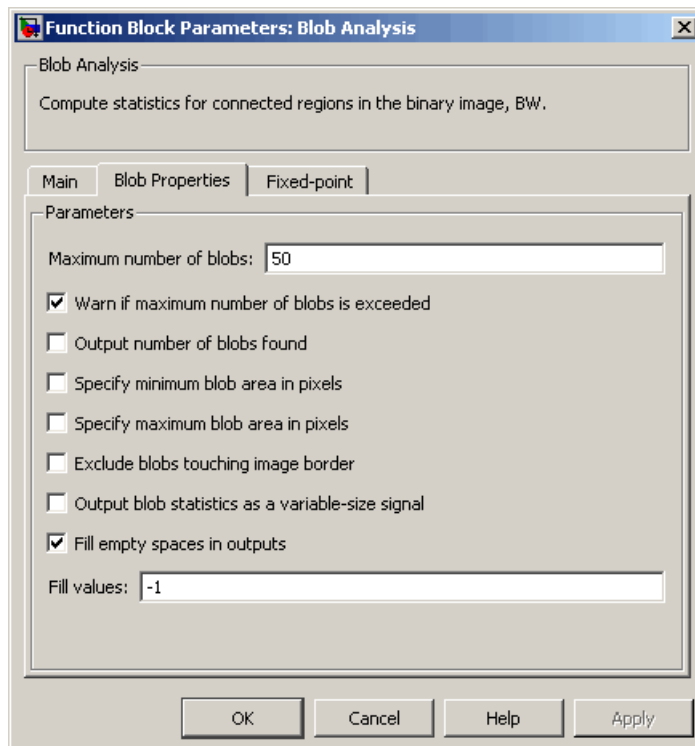 Function Block Parameters: Blob Analysis
Blob Analysis
Compute statistics for connected regions in the binary image, BW.
Main Blob Properties Fixed-point
Parameters
Maximum number of blobs: 50
Warn if maximum number of blobs is exceeded
Output number of blobs found
Specify minimum blob area in pixels
Specify maximum blob area in pixels
Exclude blobs touching image border
Output blob statistics as a variable-size signal
Fill empty spaces in outputs
Fill values: -1
OK Cancel Help Apply